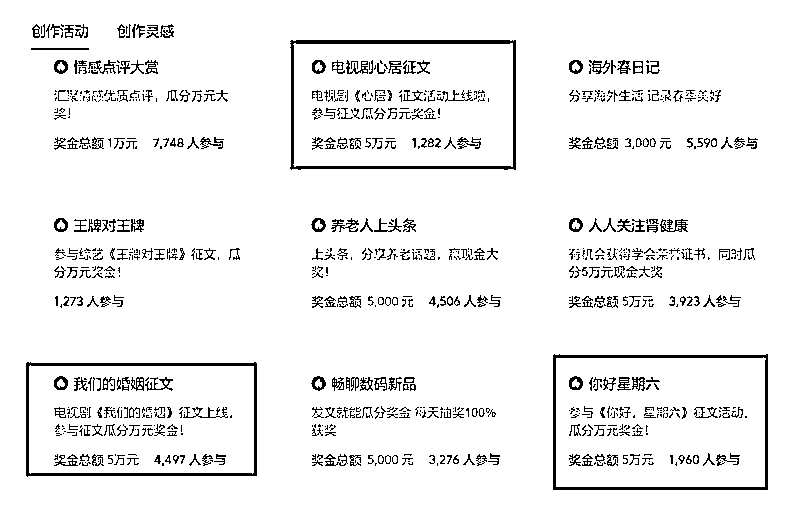 创作活动 创作灵感
情感点评大赏
汇聚情感优质点评，瓜分万元大
奖！
奖金总额 1万元 7,748 人参与
电视剧心居征文
电视剧《心居》征文活动上线啦，
参与征文瓜分万元奖金！
奖金总额 5万元 1,282 人参与
海外春日记
分享海外生活 记录春季美好
奖金总额 3,000 元 5,590 人参与
王牌对王牌
参与综艺《王牌对王牌》征文，瓜
分万元奖金！
1,273 人参与
养老人上头条
上头条，分享养老话题，赢现金大
奖！
奖金总额 5,000 元 4,506 人参与
人人关注肾健康
有机会获得学会荣誉证书，同时瓜
分5万元现金大奖
奖金总额 5万元 3,923 人参与
我们的婚姻征文
电视剧《我们的婚姻》征文上线，
参与征文瓜分万元奖金！
奖金总额 5万元 4,497 人参与
畅聊数码新品
发文就能瓜分奖金 每天抽奖100%
获奖
奖金总额 5,000 元 3,276 人参与
你好星期六
参与《你好，星期六》征文活动，
瓜分万元奖金！
奖金总额 5万元 1,960 人参与